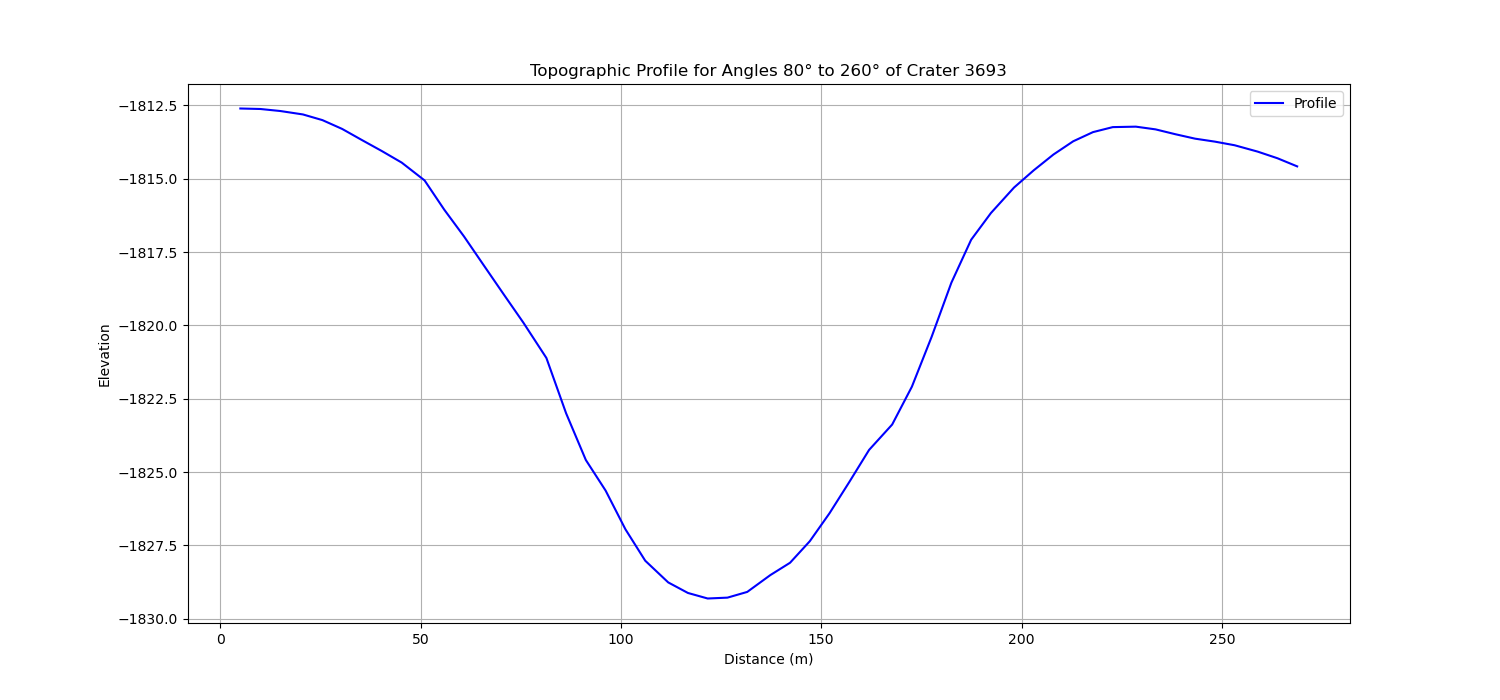 Topographic Profile for Angles 80° to 260° of Crater 3693
Profile
−1812.5
−1815.0
−1817.5
−1820.0
−1822.5
−1825.0
−1827.5
−1830.0
Elevation
0 50 100 150 200 250
Distance (m)